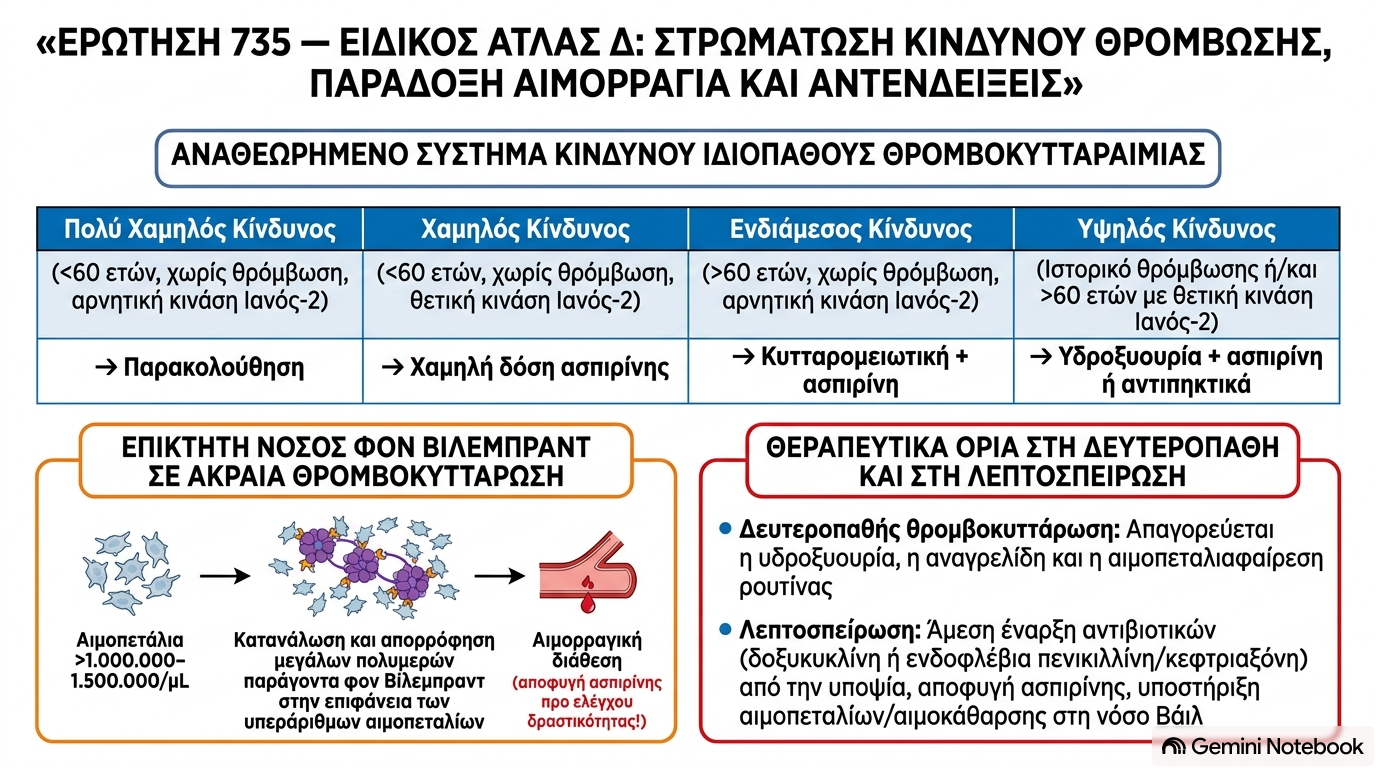 «ΕΡΩΤΗΣΗ 735 — ΕΙΔΙΚΟΣ ΑΤΛΑΣ Δ: ΣΤΡΩΜΑΤΩΣΗ ΚΙΝΔΥΝΟΥ ΘΡΟΜΒΩΣΗΣ,
ΠΑΡΑΔΟΞΗ ΑΙΜΟΡΡΑΓΙΑ ΚΑΙ ΑΝΤΕΝΔΕΙΞΕΙΣ»
ΑΝΑΘΕΩΡΗΜΕΝΟ ΣΥΣΤΗΜΑ ΚΙΝΔΥΝΟΥ ΙΔΙΟΠΑΘΟΥΣ ΘΡΟΜΒΟΚΥΤΤΑΡΑΙΜΙΑΣ
Πολύ Χαμηλός Κίνδυνος
(<60 ετών, χωρίς θρόμβωση,
αρνητική κινάση Ιανός-2)
→ Παρακολούθηση
Χαμηλός Κίνδυνος
(<60 ετών, χωρίς θρόμβωση,
θετική κινάση Ιανός-2)
→ Χαμηλή δόση ασπιρίνης
Ενδιάμεσος Κίνδυνος
(>60 ετών, χωρίς θρόμβωση,
αρνητική κινάση Ιανός-2)
→ Κυτταρομειωτική +
ασπιρίνη
Υψηλός Κίνδυνος
(Ιστορικό θρόμβωσης ή/και
>60 ετών με θετική κινάση
Ιανός-2)
→ Υδροξυουρία + ασπιρίνη
ή αντιπηκτικά
ΕΠΙΚΤΗΤΗ ΝΟΣΟΣ ΦΟΝ ΒΙΛΕΜΠΡΑΝΤ
ΣΕ ΑΚΡΑΙΑ ΘΡΟΜΒΟΚΥΤΤΑΡΩΣΗ
Αιμοπετάλια
>1.000.000–
1.500.000/μL
Κατανάλωση και απορρόφηση
μεγάλων πολυμερών
παράγοντα φον Βίλεμπραντ
στην επιφάνεια των
υπεράριθμων αιμοπεταλίων
Αιμορραγική
διάθεση
(αποφυγή ασπιρίνης
προ ελέγχου
δραστικότητας!)
ΘΕΡΑΠΕΥΤΙΚΑ ΟΡΙΑ ΣΤΗ ΔΕΥΤΕΡΟΠΑΘΗ
ΚΑΙ ΣΤΗ ΛΕΠΤΟΣΠΕΙΡΩΣΗ
• Δευτεροπαθής θρομβοκυττάρωση: Απαγορεύεται
η υδροξυουρία, η αναγρελίδη και η αιμοπεταλιαφαίρεση
ρουτίνας
• Λεπτοσπείρωση: Άμεση έναρξη αντιβιοτικών
(δοξυκυκλίνη ή ενδοφλέβια πενικιλλίνη/κεφτριαξόνη)
από την υποψία, αποφυγή ασπιρίνης, υποστήριξη
αιμοπεταλίων/αιμοκάθαρσης στη νόσο Βάιλ
Gemini Notebook